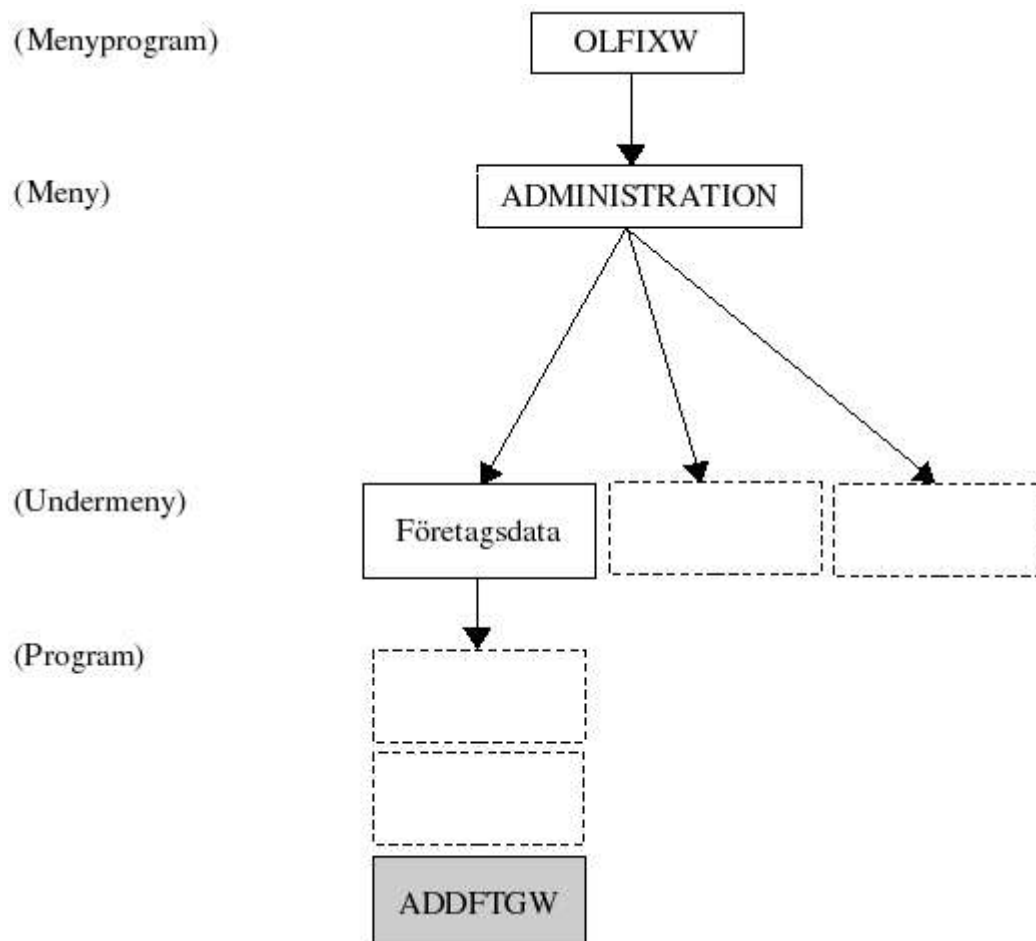 (Menyprogram)
OLFIXW
(Meny)
ADMINISTRATION
(Undermeny)
Företagsdata
(Program)
ADDFTGW